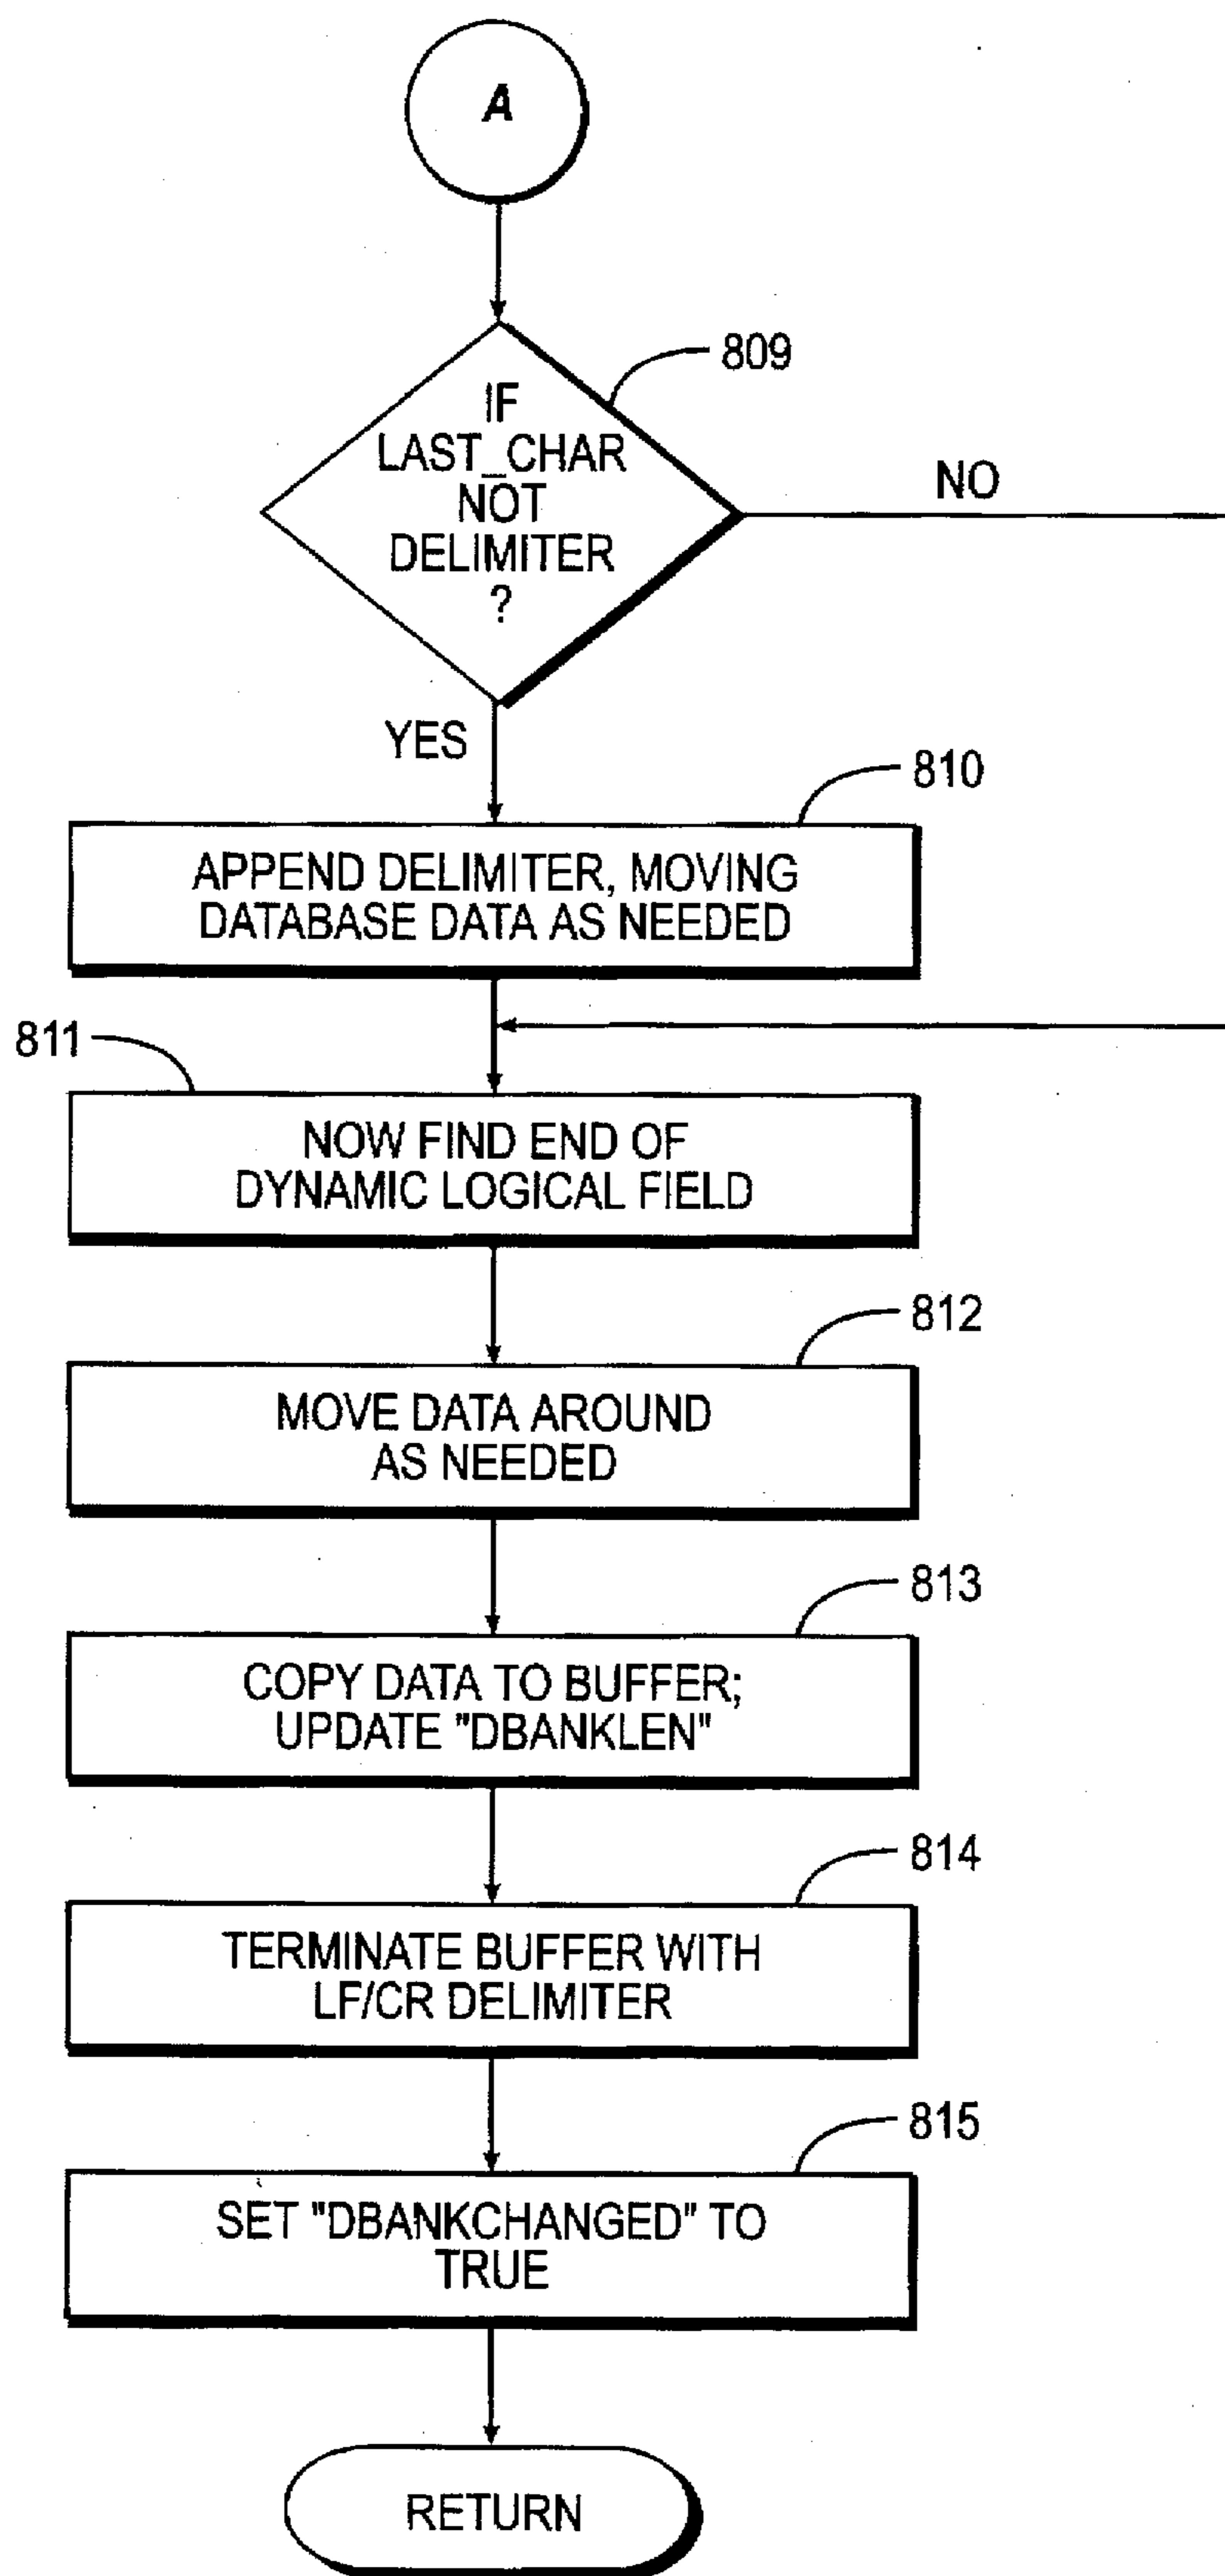 A
809
IF
LAST_CHAR
NOT
DELIMITER
?
NO
YES
810
APPEND DELIMITER, MOVING
DATABASE DATA AS NEEDED
811
NOW FIND END OF
DYNAMIC LOGICAL FIELD
812
MOVE DATA AROUND
AS NEEDED
813
COPY DATA TO BUFFER;
UPDATE "DBANKLEN"
814
TERMINATE BUFFER WITH
LF/CR DELIMITER
815
SET "DBANKCHANGED" TO
TRUE
RETURN